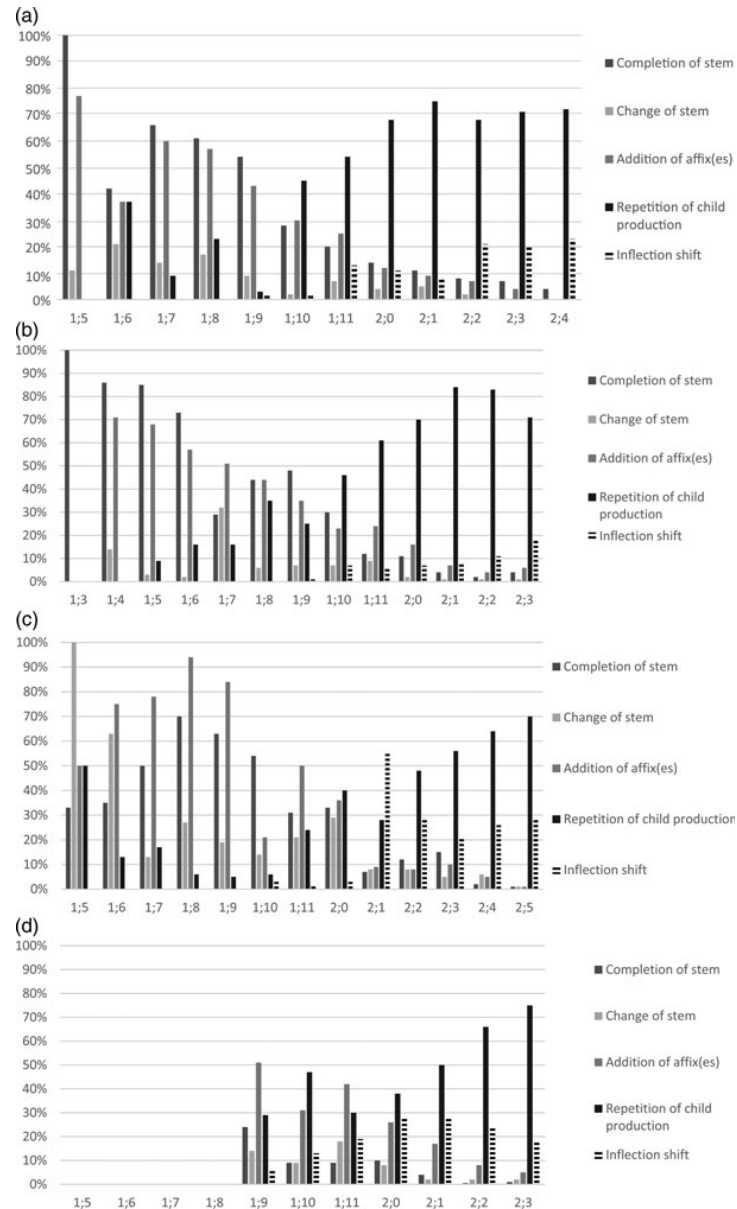 (a)
100%
90%
80%
70%
60%
50%
40%
30%
20%
10%
0%
1;5 1;6 1;7 1;8 1;9 1;10 1;11 2;0 2;1 2;2 2;3 2;4
Completion of stem
Change of stem
Addition of affix(es)
Repetition of child
production
Inflection shift
(b)
100%
90%
80%
70%
60%
50%
40%
30%
20%
10%
0%
1;3 1;4 1;5 1;6 1;7 1;8 1;9 1;10 1;11 2;0 2;1 2;2 2;3
Completion of stem
Change of stem
Addition of affix(es)
Repetition of child
production
Inflection shift
(c)
100%
90%
80%
70%
60%
50%
40%
30%
20%
10%
0%
1;5 1;6 1;7 1;8 1;9 1;10 1;11 2;0 2;1 2;2 2;3 2;4 2;5
Completion of stem
Change of stem
Addition of affix(es)
Repetition of child production
Inflection shift
(d)
100%
90%
80%
70%
60%
50%
40%
30%
20%
10%
0%
1;5 1;6 1;7 1;8 1;9 1;10 1;11 2;0 2;1 2;2 2;3
Completion of stem
Change of stem
Addition of affix(es)
Repetition of child
production
Inflection shift